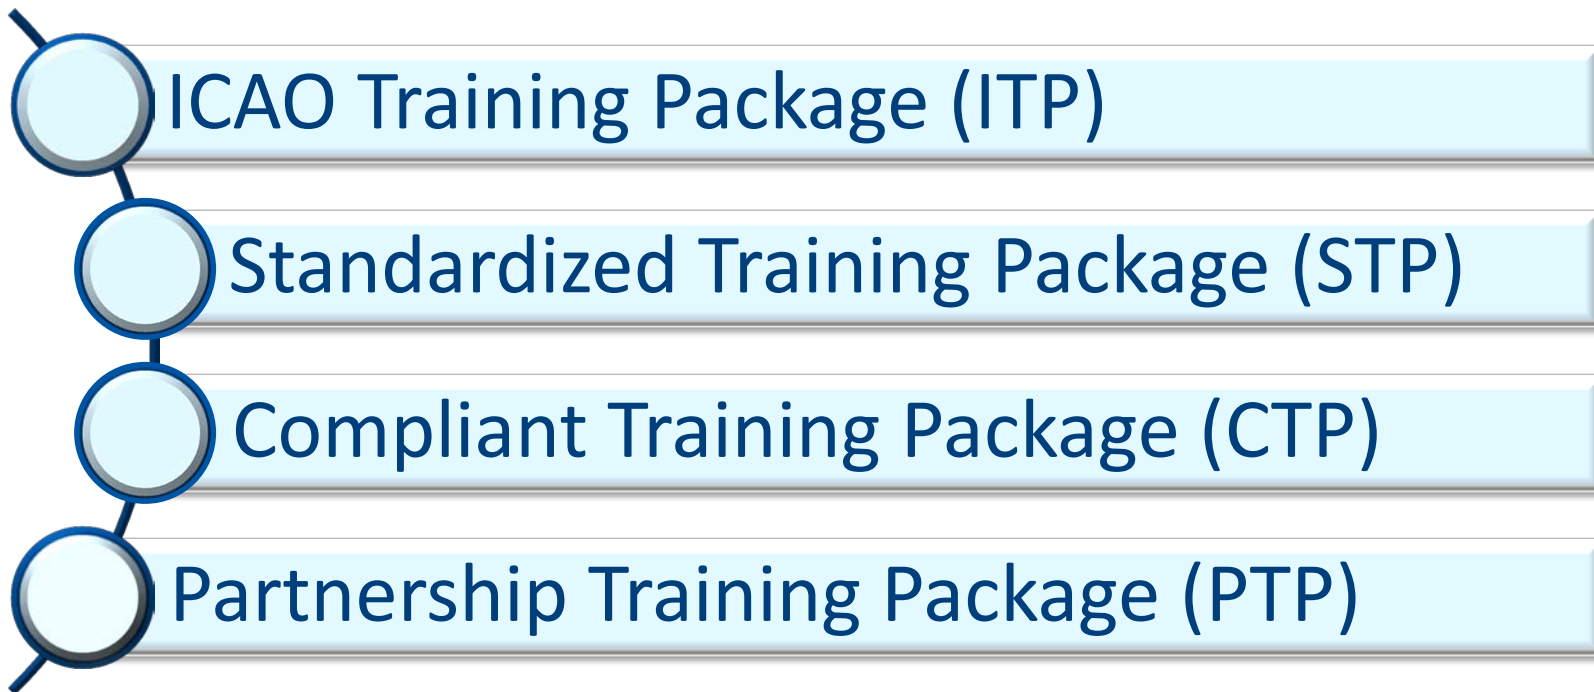 ICAO Training Package (ITP)
Standardized Training Package (STP)
Compliant Training Package (CTP)
Partnership Training Package (PTP)